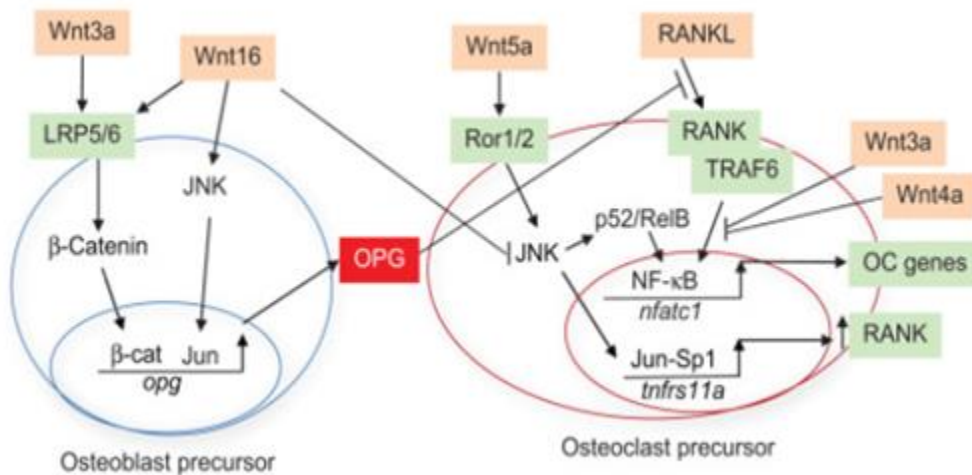 Wnt3a
Wnt16
Wnt5a
RANKL
LRP5/6
Ror1/2
RANK
TRAF6
Wnt3a
Wnt4a
JNK
β-Catenin
OPG
JNK
p52/RelB
NF-κB
nfatc1
OC genes
β-cat Jun
opg
Jun-Sp1
tnfrs11a
RANK
Osteoblast precursor
Osteoclast precursor